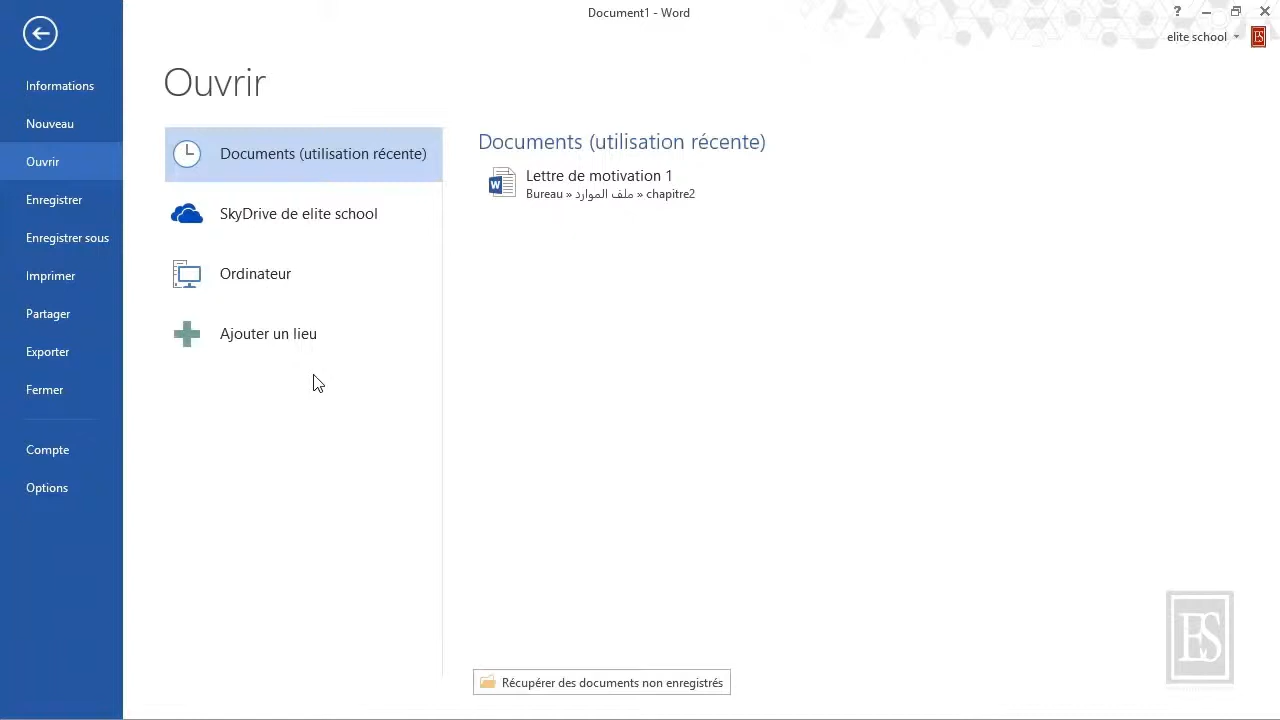 Document1 - Word
?
elite school
ES
Informations
Nouveau
Ouvrir
Enregistrer
Enregistrer sous
Imprimer
Partager
Exporter
Fermer
Compte
Options
Ouvrir
Documents (utilisation récente)
SkyDrive de elite school
Ordinateur
Ajouter un lieu
Documents (utilisation récente)
W
Lettre de motivation 1
Bureau » ملف الموارد » chapitre2
Récupérer des documents non enregistrés
ES